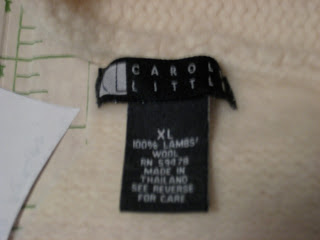 CAROL
LITTL
XL
100% LAMBS'
WOOL
RN 59478
MADE IN
THAILAND
SEE REVERSE
FOR CARE